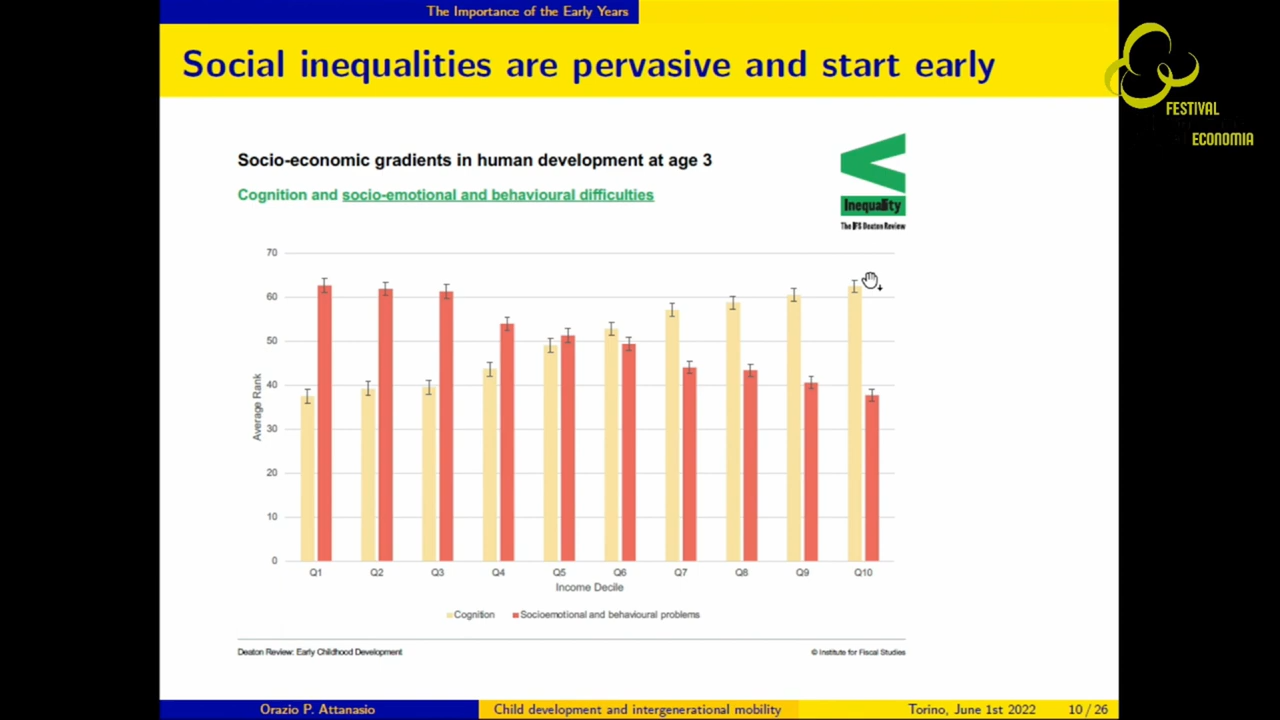 The Importance of the Early Years
Social inequalities are pervasive and start early
FESTIVAL
ECONOMIA
Socio-economic gradients in human development at age 3
Cognition and socio-emotional and behavioural difficulties
Inequality
The IFS Deaton Review
70
60
50
40
30
20
10
0
Average Rank
Q1 Q2 Q3 Q4 Q5 Q6 Q7 Q8 Q9 Q10
Income Decile
Cognition Socioemotional and behavioural problems
Deaton Review: Early Childhood Development © Institute for Fiscal Studies
Orazio P. Attanasio Child development and intergenerational mobility Torino, June 1st 2022 10 / 26